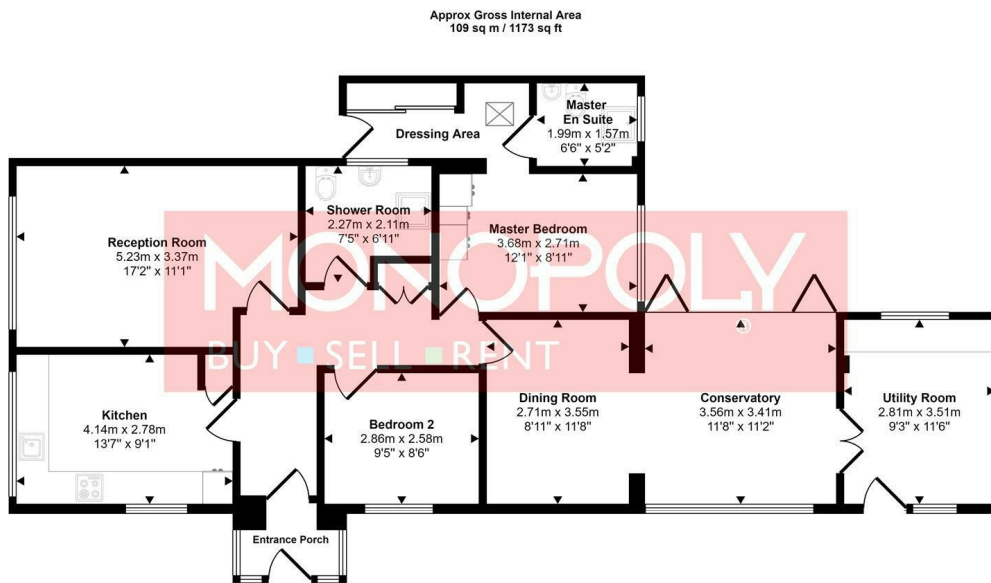 Approx Gross Internal Area
109 sq m / 1173 sq ft
Master
En Suite
1.99m x 1.57m
6'6" x 5'2"
Dressing Area
Shower Room
2.27m x 2.11m
7'5" x 6'11"
Master Bedroom
3.68m x 2.71m
12'1" x 8'11"
Reception Room
5.23m x 3.37m
17'2" x 11'1"
MONOPOLY
BUY SELL RENT
Kitchen
4.14m x 2.78m
13'7" x 9'1"
Bedroom 2
2.86m x 2.58m
9'5" x 8'6"
Dining Room
2.71m x 3.55m
8'11" x 11'8"
Conservatory
3.56m x 3.41m
11'8" x 11'2"
Utility Room
2.81m x 3.51m
9'3" x 11'6"
Entrance Porch